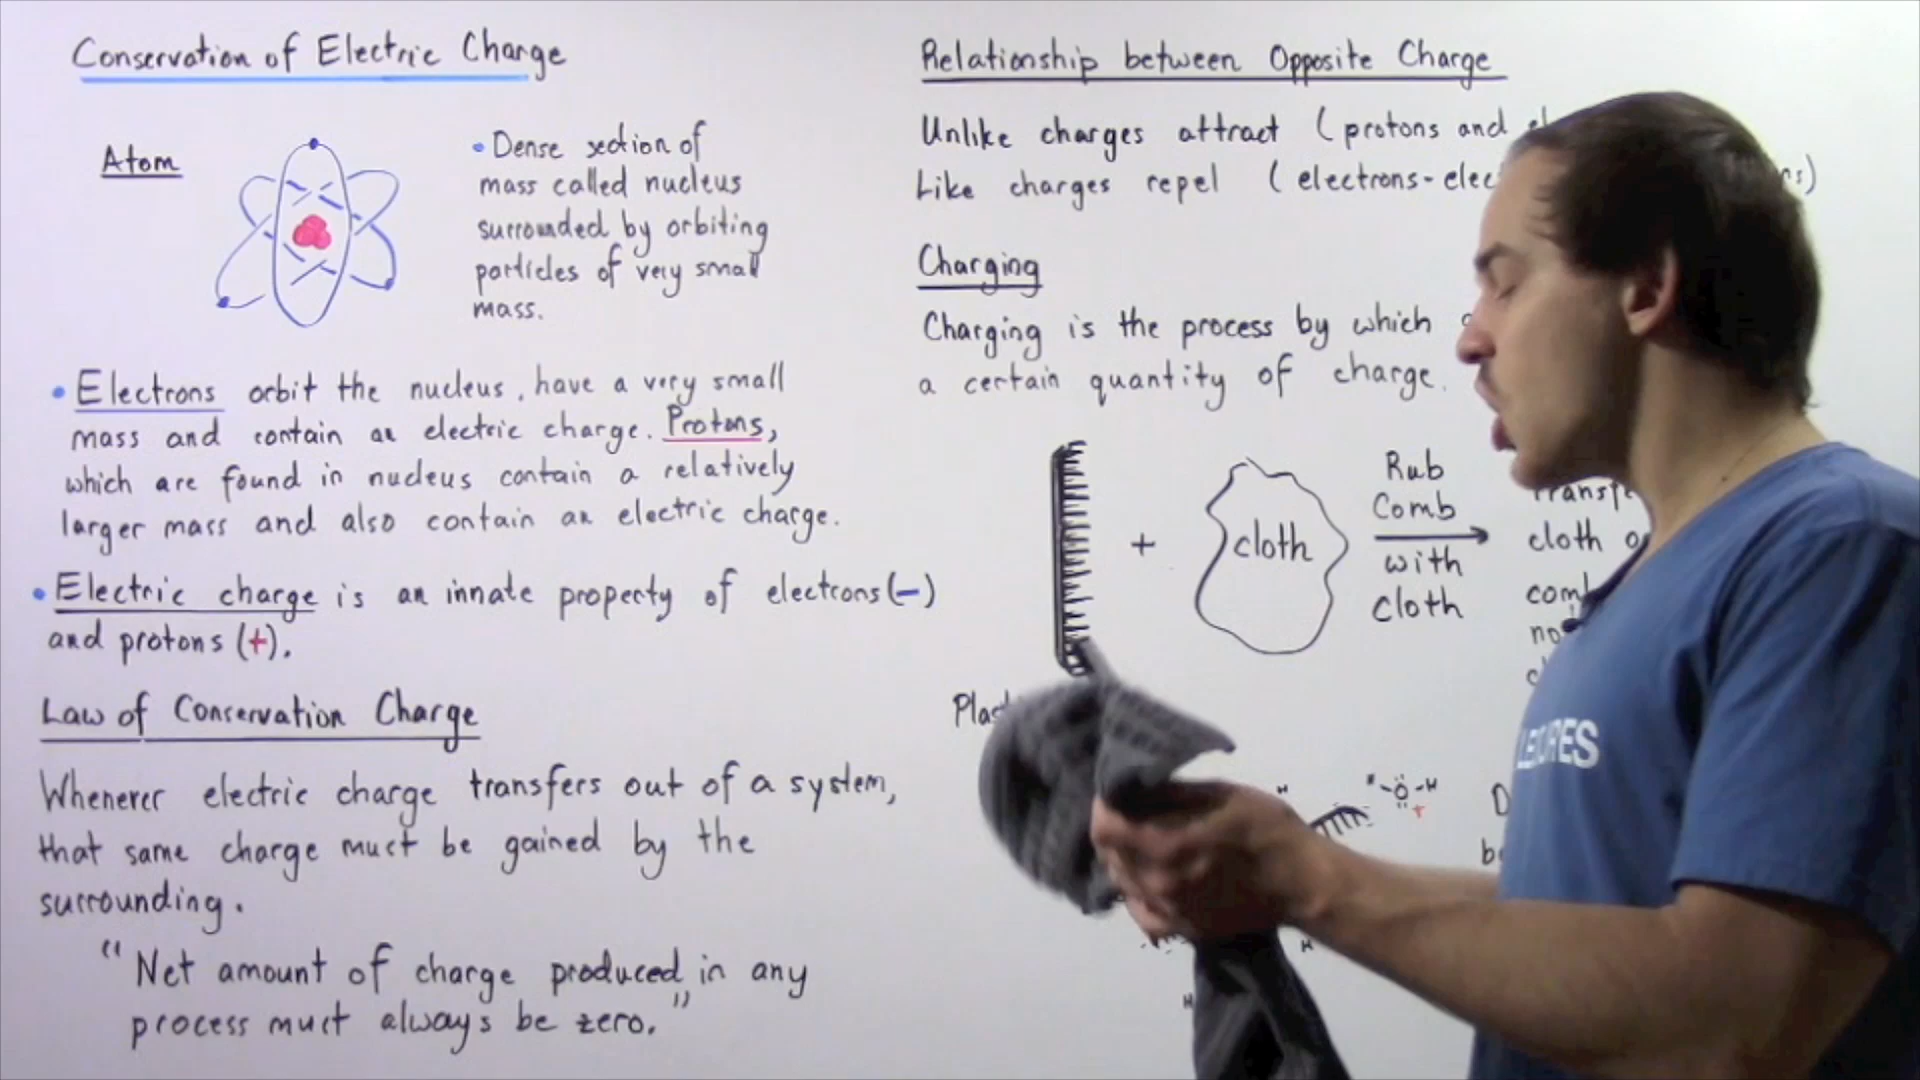 Conservation of Electric Charge
Atom
• Dense section of
mass called nucleus
surrounded by orbiting
particles of very small
mass.
• Electrons orbit the nucleus, have a very small
mass and contain an electric charge. Protons,
which are found in nucleus contain a relatively
larger mass and also contain an electric charge.
• Electric charge is an innate property of electrons (-)
and protons (+).
Law of Conservation Charge
Whenever electric charge transfers out of a system,
that same charge must be gained by the
surrounding.
"Net amount of charge produced in any
process must always be zero."
Relationship between Opposite Charge
Unlike charges attract (protons and
Like charges repel (electrons-
Charging
Charging is the process by which
a certain quantity of charge.
+
cloth
Rub
Comb
with
cloth
cloth
H
-Ö-H
+
H
H
LECTURES